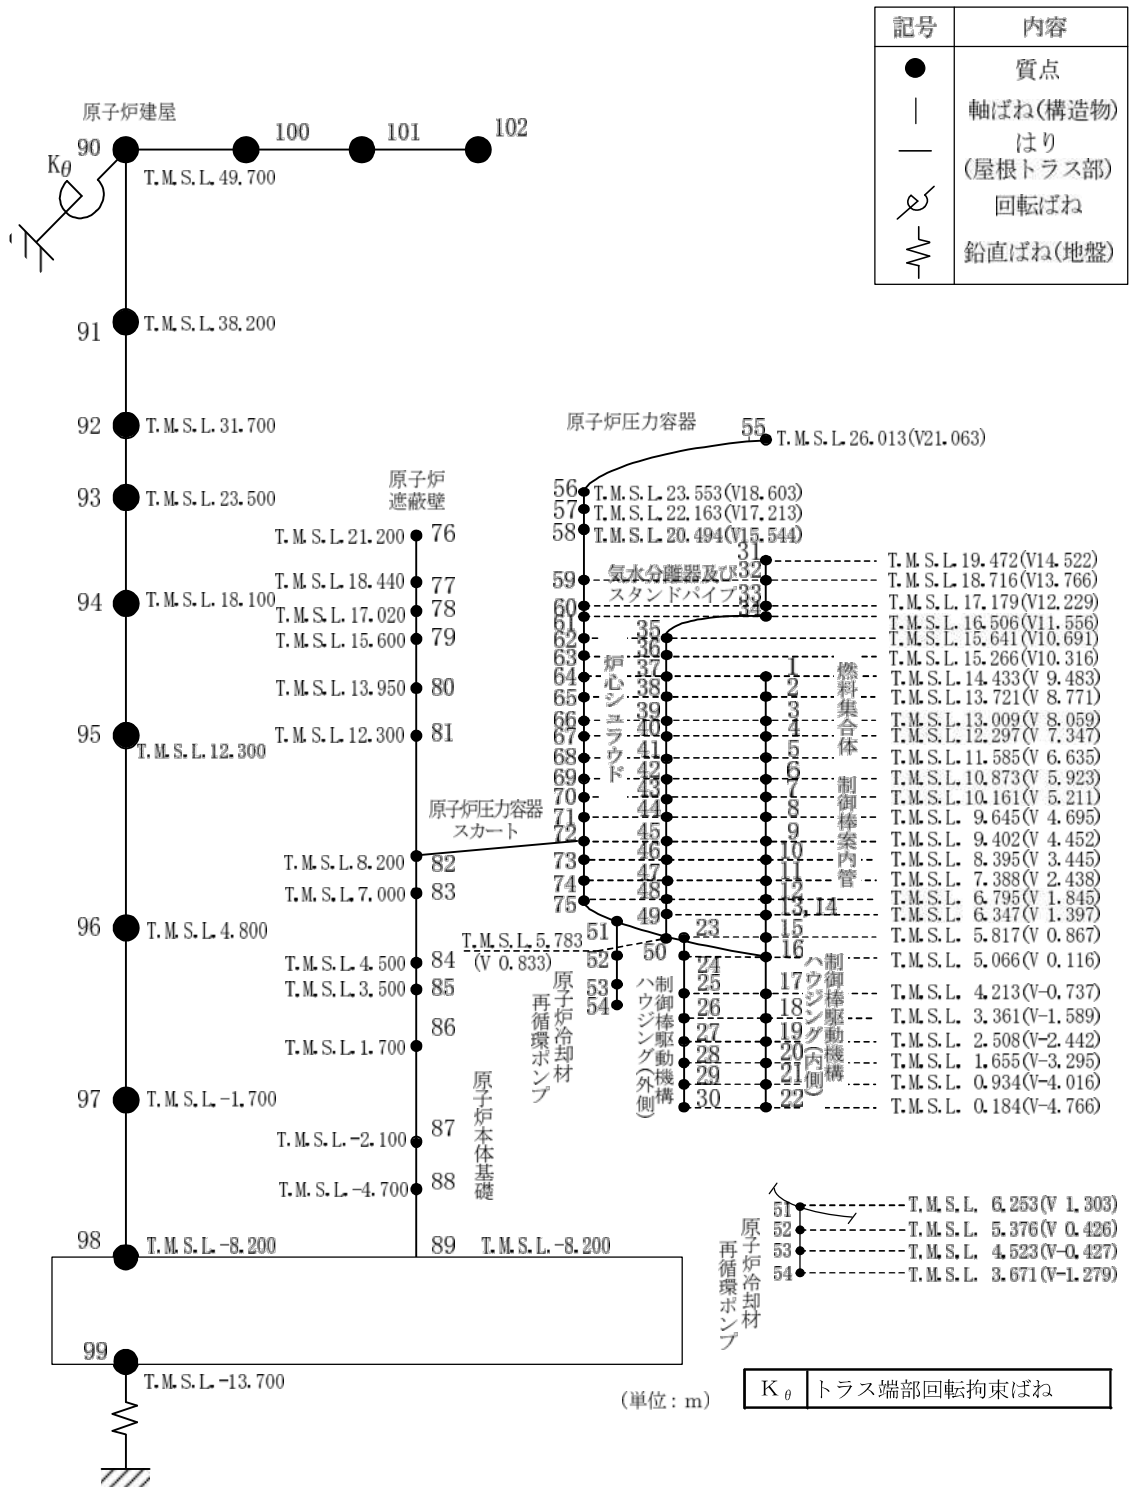 記号 内容
質点
軸ばね(構造物)
はり
(屋根トラス部)
回転ばね
鉛直ばね(地盤)
原子炉建屋
90
100
101
102
Kθ
T.M.S.L.49.700
91
T.M.S.L.38.200
92
T.M.S.L.31.700
93
T.M.S.L.23.500
94
T.M.S.L.18.100
95
T.M.S.L.12.300
96
T.M.S.L.4.800
97
T.M.S.L.-1.700
98
T.M.S.L.-8.200
99
T.M.S.L.-13.700
原子炉
遮蔽壁
T.M.S.L.21.200 76
T.M.S.L.18.440 77
T.M.S.L.17.020 78
T.M.S.L.15.600 79
T.M.S.L.13.950 80
T.M.S.L.12.300 81
原子炉圧力容器
スカート
T.M.S.L.8.200 82
T.M.S.L.7.000 83
T.M.S.L.4.500 84
T.M.S.L.3.500 85
86
T.M.S.L.1.700
87
T.M.S.L.-2.100
88
T.M.S.L.-4.700
89 T.M.S.L.-8.200
原子炉本体基礎
原子炉圧力容器
55
T.M.S.L.26.013(V21.063)
56 T.M.S.L.23.553(V18.603)
57 T.M.S.L.22.163(V17.213)
58 T.M.S.L.20.494(V15.544)
59
60
61
62
63
64
65
66
67
68
69
70
71
72
73
74
75
気水分離器及び
スタンドパイプ
31
32
33
34
炉心シュラウド
35
36
37
38
39
40
41
42
43
44
45
46
47
48
49
50
T.M.S.L.5.783
(V 0.833)
燃料集合体
制御棒案内管
1
2
3
4
5
6
7
8
9
10
11
12
13,14
15
16
17
18
19
20
21
22
制御棒駆動機構
ハウジング(内側)
23
24
25
26
27
28
29
30
制御棒駆動機構
ハウジング(外側)
51
52
53
54
原子炉冷却材
再循環ポンプ
T.M.S.L.19.472(V14.522)
T.M.S.L.18.716(V13.766)
T.M.S.L.17.179(V12.229)
T.M.S.L.16.506(V11.556)
T.M.S.L.15.641(V10.691)
T.M.S.L.15.266(V10.316)
T.M.S.L.14.433(V 9.483)
T.M.S.L.13.721(V 8.771)
T.M.S.L.13.009(V 8.059)
T.M.S.L.12.297(V 7.347)
T.M.S.L.11.585(V 6.635)
T.M.S.L.10.873(V 5.923)
T.M.S.L.10.161(V 5.211)
T.M.S.L. 9.645(V 4.695)
T.M.S.L. 9.402(V 4.452)
T.M.S.L. 8.395(V 3.445)
T.M.S.L. 7.388(V 2.438)
T.M.S.L. 6.795(V 1.845)
T.M.S.L. 6.347(V 1.397)
T.M.S.L. 5.817(V 0.867)
T.M.S.L. 5.066(V 0.116)
T.M.S.L. 4.213(V-0.737)
T.M.S.L. 3.361(V-1.589)
T.M.S.L. 2.508(V-2.442)
T.M.S.L. 1.655(V-3.295)
T.M.S.L. 0.934(V-4.016)
T.M.S.L. 0.184(V-4.766)
51 T.M.S.L. 6.253(V 1.303)
52 T.M.S.L. 5.376(V 0.426)
53 T.M.S.L. 4.523(V-0.427)
54 T.M.S.L. 3.671(V-1.279)
原子炉冷却材
再循環ポンプ
(単位:m)
Kθ トラス端部回転拘束ばね